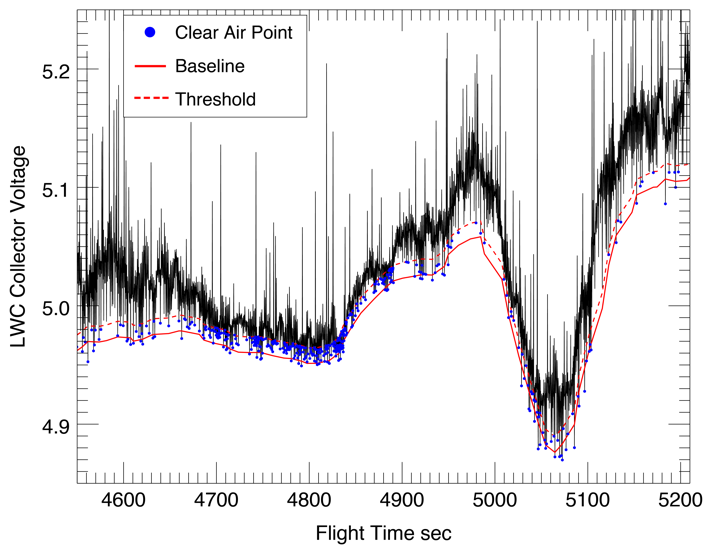 Clear Air Point
Baseline
Threshold
5.2
5.1
5.0
4.9
LWC Collector Voltage
4600 4700 4800 4900 5000 5100 5200
Flight Time sec